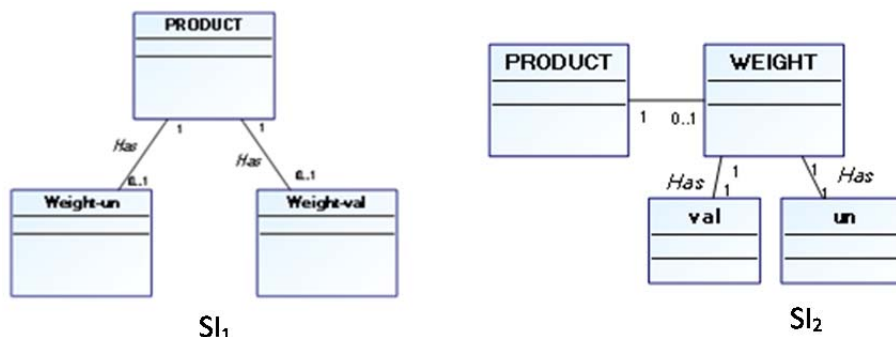 PRODUCT
1
1
Has
Has
0..1
0..1
Weight-un
Weight-val
SI₁
PRODUCT
WEIGHT
1
0..1
1
1
Has
Has
1
1
val
un
SI₂